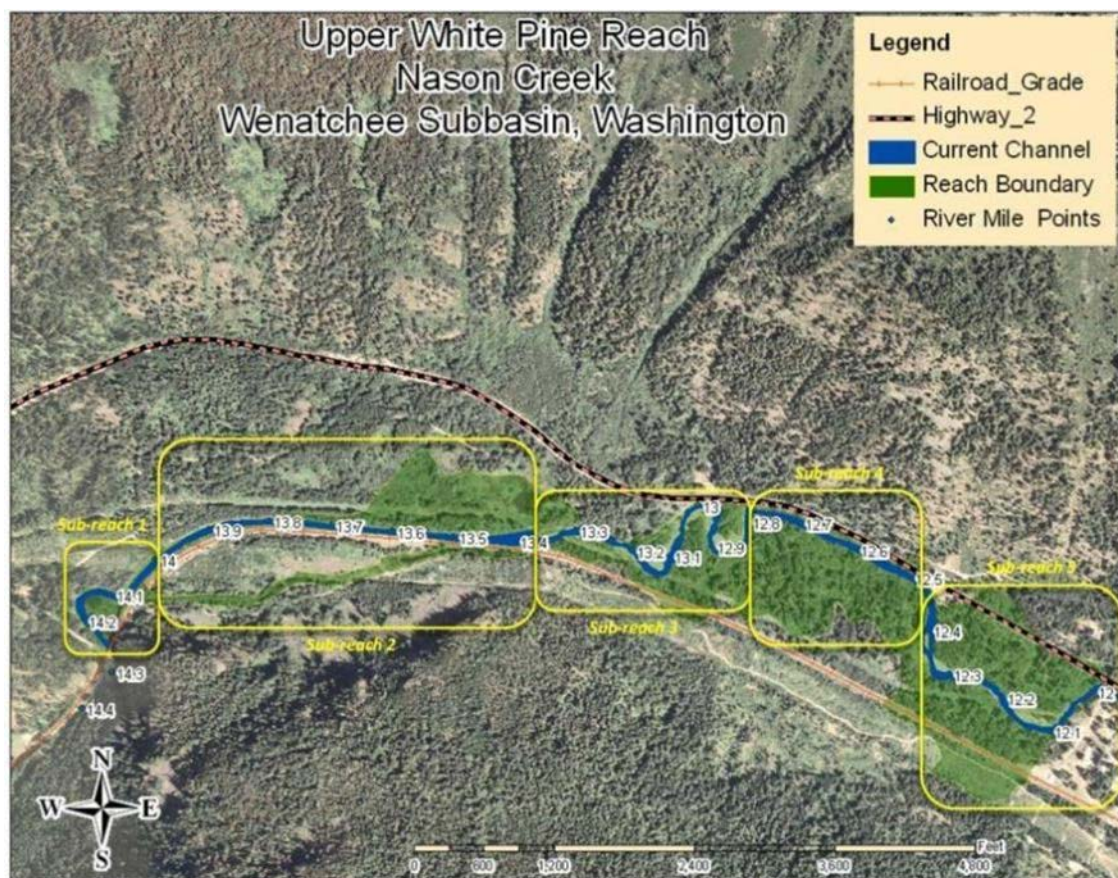 Upper White Pine Reach
Nason Creek
Wenatchee Subbasin, Washington
Legend
Railroad_Grade
Highway_2
Current Channel
Reach Boundary
River Mile Points
Sub-reach 1
Sub-reach 2
Sub-reach 3
Sub-reach 4
Sub-reach 5
14.4
14.3
14.2
14.1
14
13.9
13.8
13.7
13.6
13.5
13.4
13.3
13.2
13.1
13
12.9
12.8
12.7
12.6
12.5
12.4
12.3
12.2
12.1
12
N
W E
S
Feet
0 600 1,200 2,400 3,600 4,800